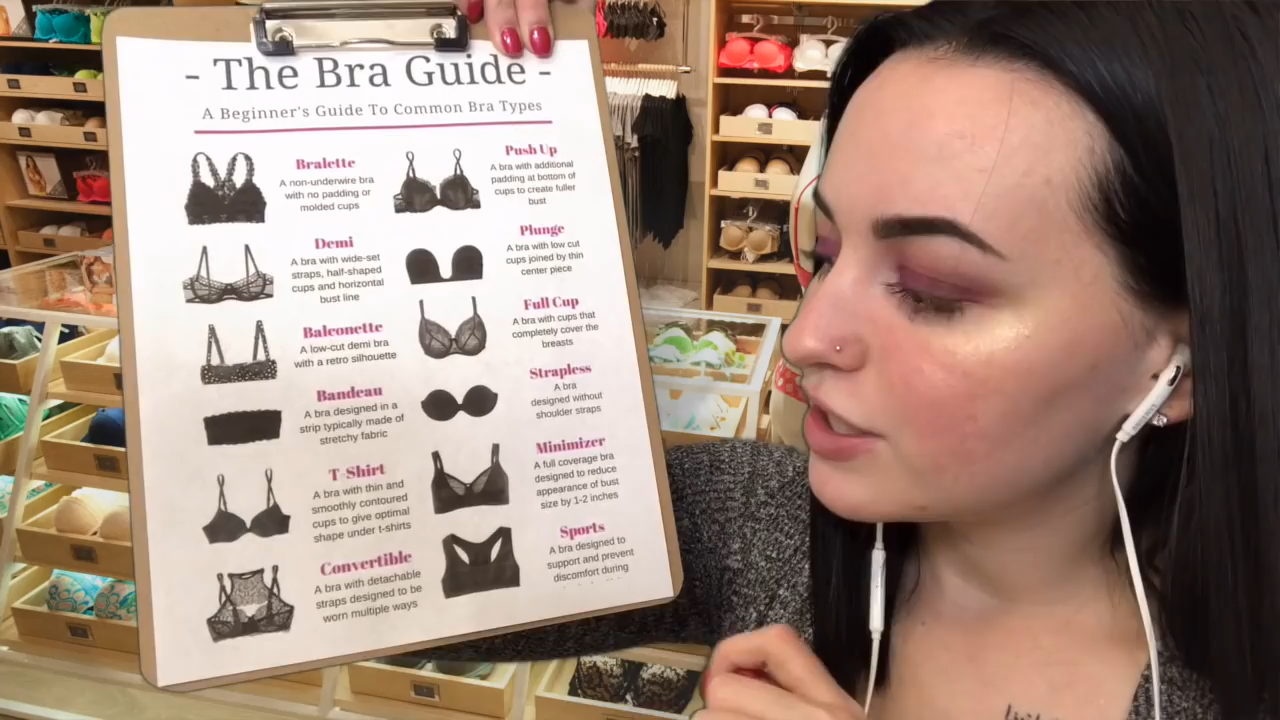 - The Bra Guide -
A Beginner's Guide To Common Bra Types
Bralette
A non-underwire bra
with no padding or
molded cups
Demi
A bra with wide-set
straps, half-shaped
cups and horizontal
bust line
Balconette
A low-cut demi bra
with a retro silhouette
Bandeau
A bra designed in a
strip typically made of
stretchy fabric
T-Shirt
A bra with thin and
smoothly contoured
cups to give optimal
shape under t-shirts
Convertible
A bra with detachable
straps designed to be
worn multiple ways
Push Up
A bra with additional
padding at bottom of
cups to create fuller
bust
Plunge
A bra with low cut
cups joined by thin
center piece
Full Cup
A bra with cups that
completely cover the
breasts
Strapless
A bra
designed without
shoulder straps
Minimizer
A full coverage bra
designed to reduce
appearance of bust
size by 1-2 inches
Sports
A bra designed to
support and prevent
discomfort during